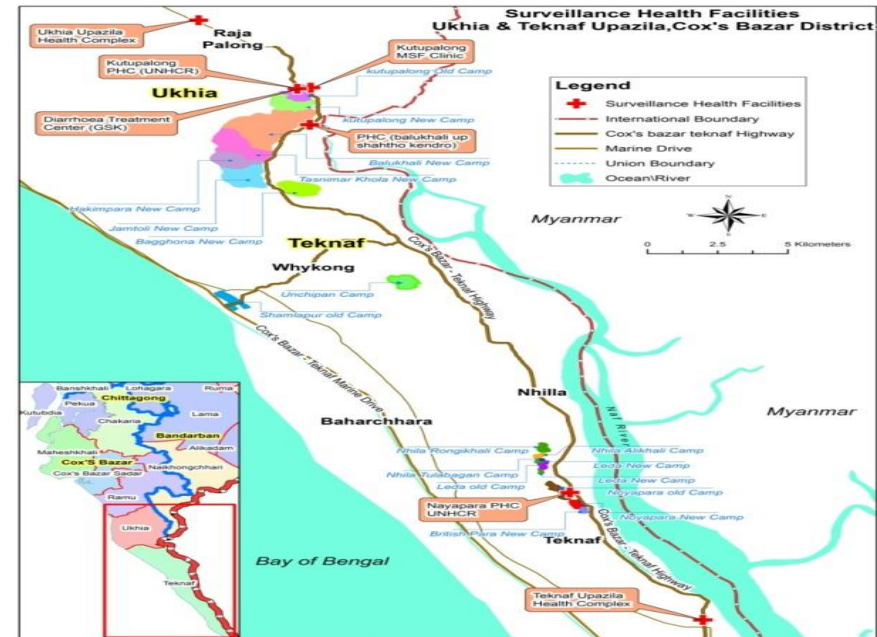 Surveillance Health Facilities
Ukhia & Teknaf Upazila,Cox's Bazar District
Ukhia Upazila
Health Complex
Raja
Palong
Kutupalong
MSF Clinic
Kutupalong
PHC (UNHCR)
kutupalong Old Camp
Ukhia
Diarrhoea Treatment
Center (GSK)
kutupalong New Camp
PHC (balukhali up
shahtho kendro)
Balukhali New Camp
Tasnimar Khola New Camp
Hakimpara New Camp
Jamtoli New Camp
Bagghona New Camp
Legend
Surveillance Health Facilities
International Boundary
Cox's bazar teknaf Highway
Marine Drive
Union Boundary
Ocean\River
Myanmar
N
W
E
S
0 2.5 5 Kilometers
Teknaf
Whykong
Cox's Bazar - Teknaf Highway
Unchipan Camp
Shamlapur old Camp
Cox's Bazar - Teknaf Marine Drive
Nhilla
Baharchhara
Naf River
Myanmar
Nhila Rongikhali Camp
Nhila Alikhali Camp
Leda New Camp
Nhila Tulabagan Camp
Leda New Camp
Leda old Camp
Noyapara old Camp
Nayapara PHC
UNHCR
Noyapara New Camp
British Para New Camp
Teknaf
Cox's Bazar - Teknaf Highway
Bay of Bengal
Teknaf Upazila
Health Complex
Banshkhali
Lohagara
Ruma
Chittagong
Pekua
Kutubdia
Chakaria
Lama
Bandarban
Maheshkhali
Alikadam
Cox'S Bazar
Naikhongchhari
Cox's Bazar Sadar
Ramu
Ukhia
Teknaf